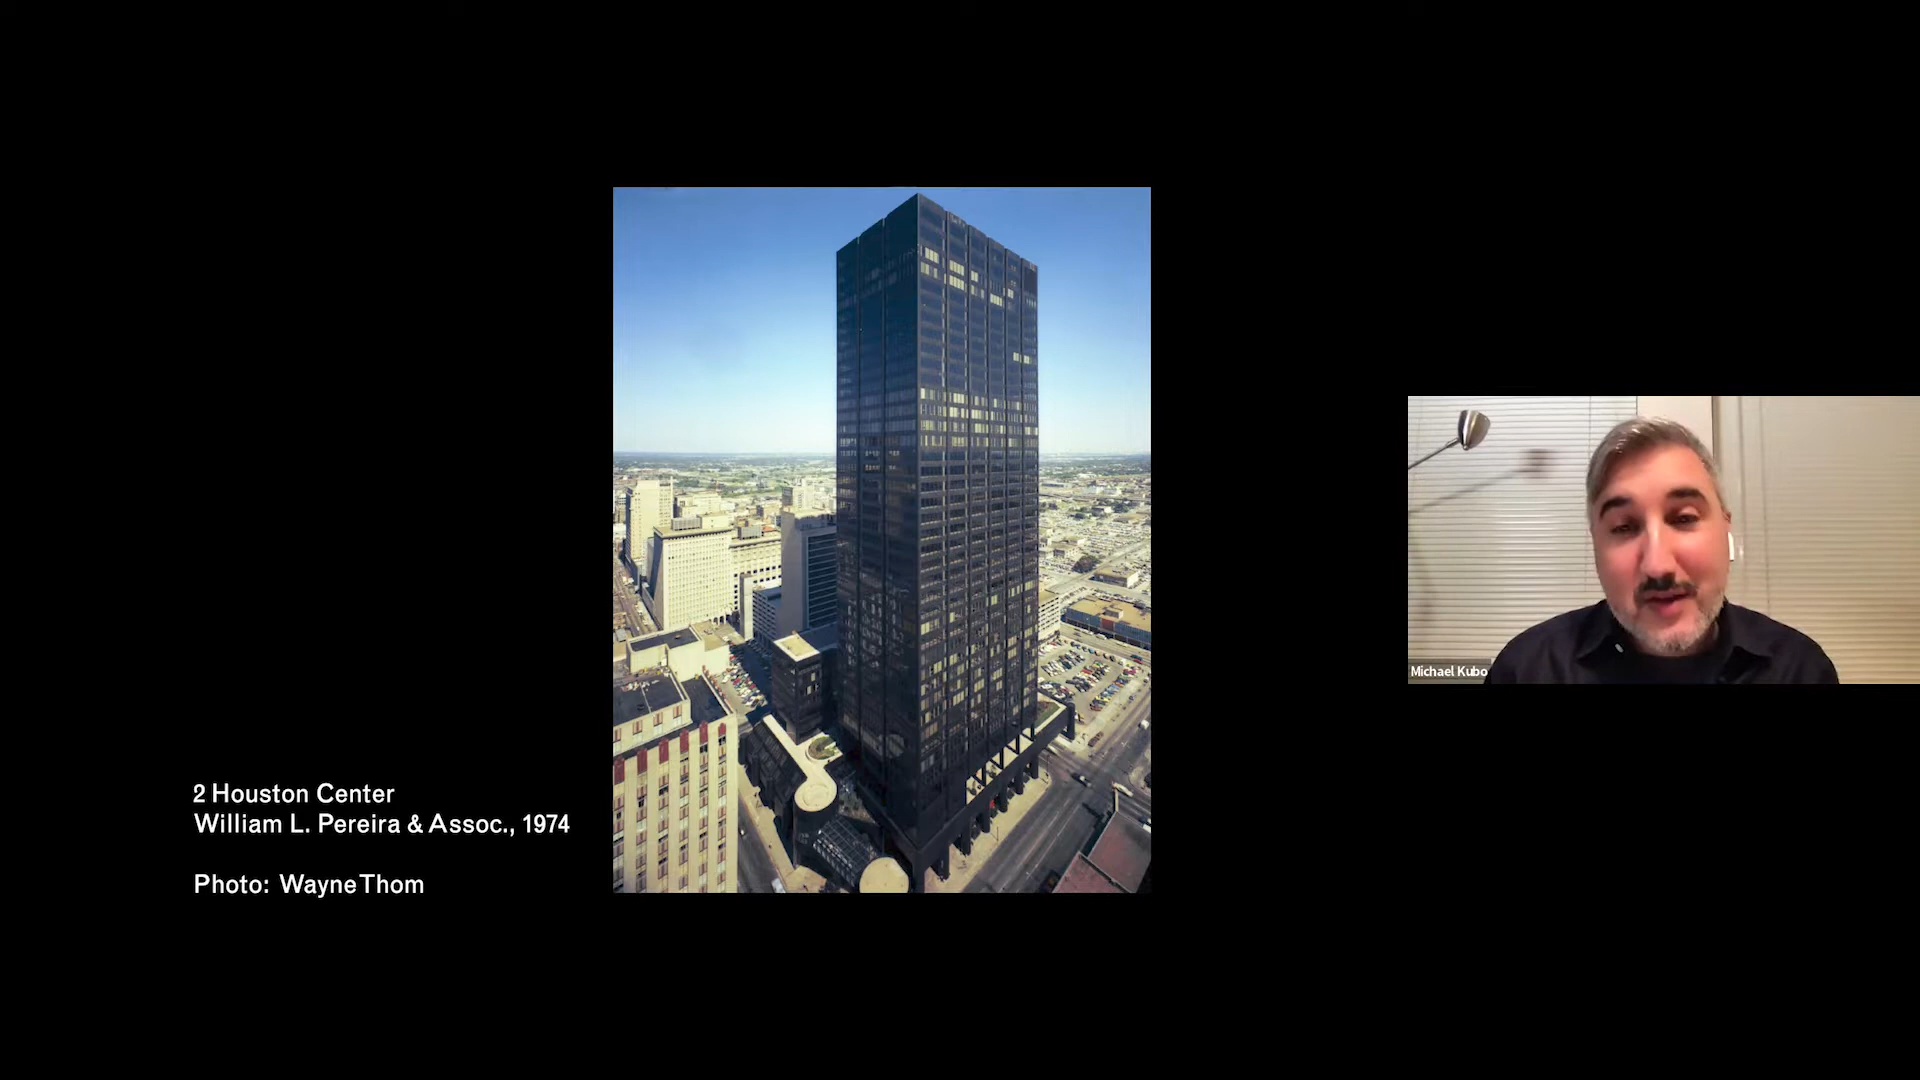 2 Houston Center
William L. Pereira & Assoc., 1974
Photo: Wayne Thom
Michael Kubo